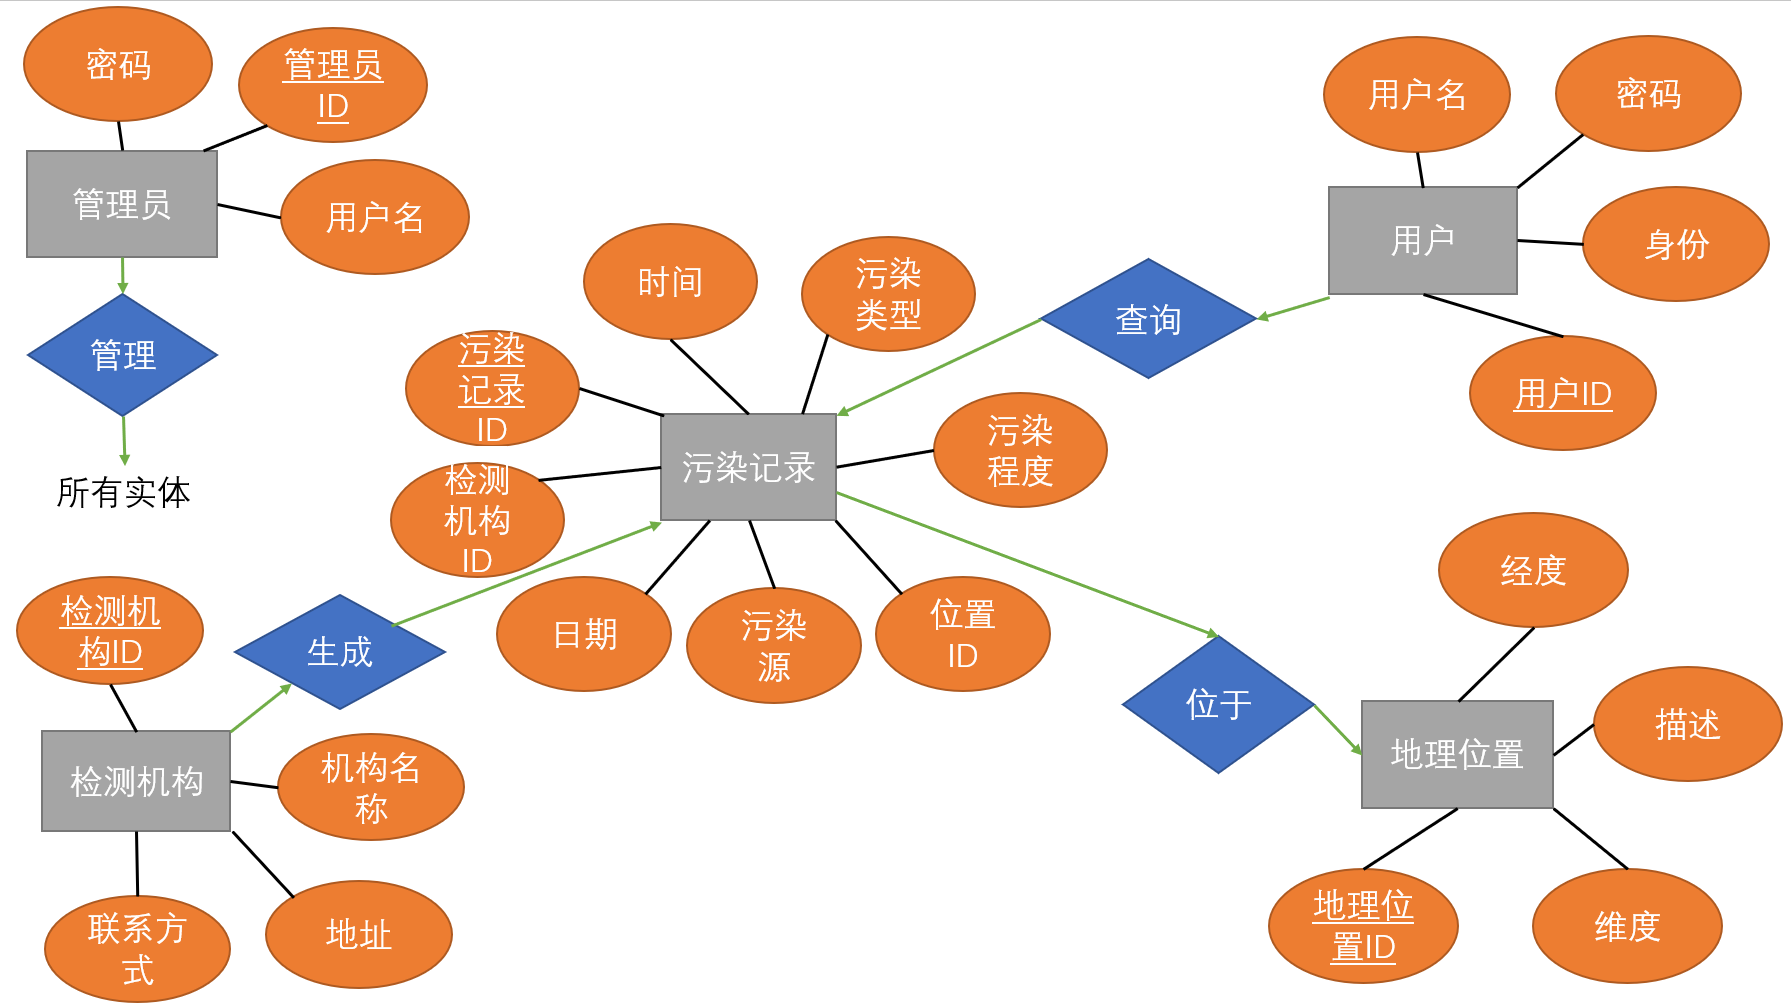 密码
管理员
ID
管理员
用户名
管理
所有实体
用户名
密码
用户
身份
用户ID
查询
时间
污染
类型
污染
记录
ID
污染记录
污染
程度
检测
机构
ID
日期
污染
源
位置
ID
检测机
构ID
生成
检测机构
机构名
称
联系方
式
地址
位于
经度
地理位置
描述
地理位
置ID
维度